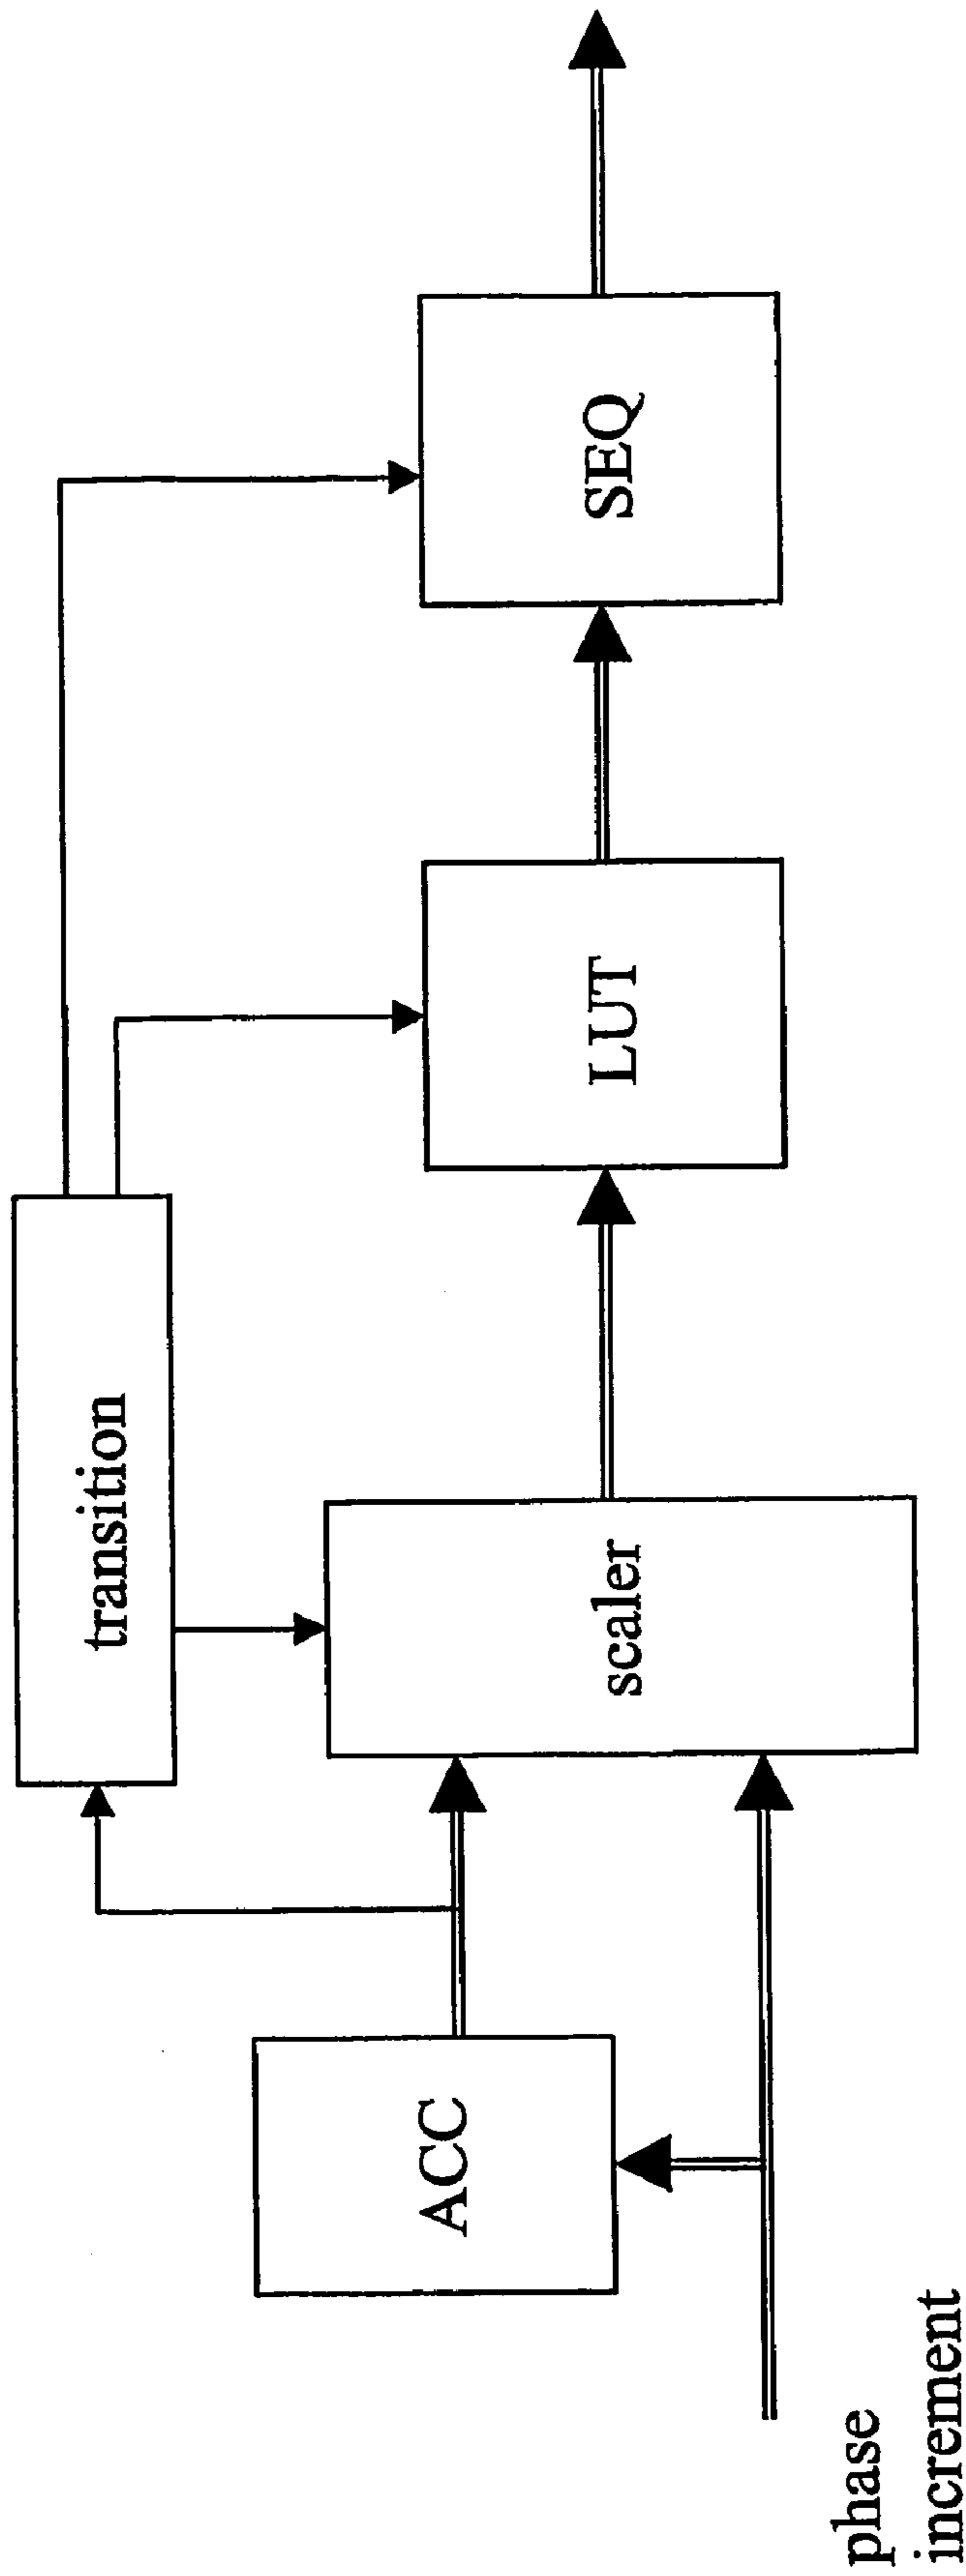 transition
ACC
scaler
LUT
SEQ
phase
increment